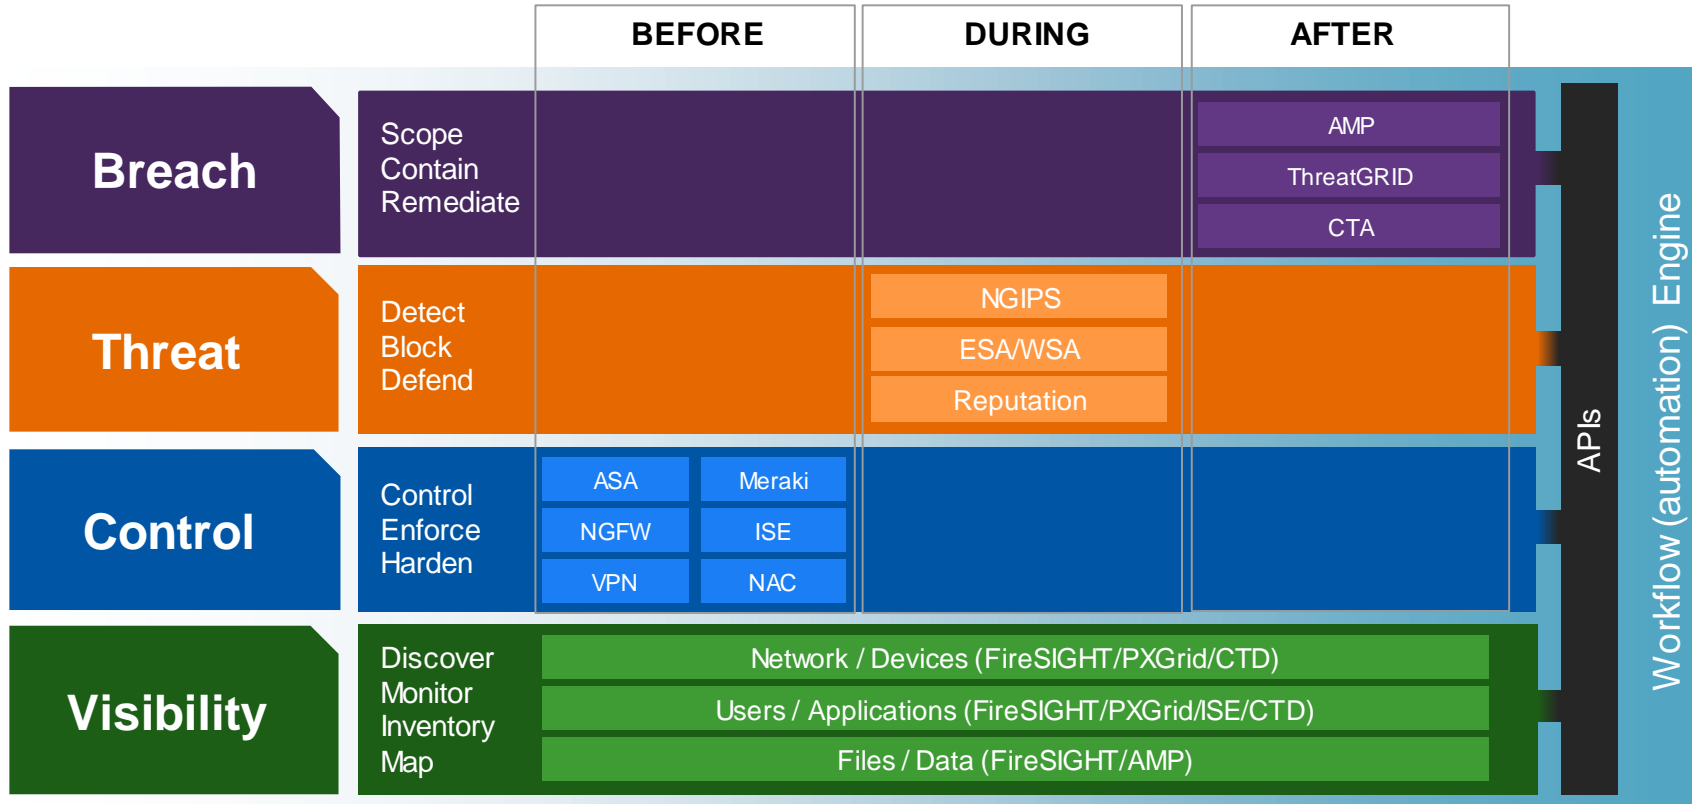 BEFORE
DURING
AFTER
Breach
Scope
Contain
Remediate
AMP
ThreatGRID
CTA
Threat
Detect
Block
Defend
NGIPS
ESA/WSA
Reputation
Control
Control
Enforce
Harden
ASA
Meraki
NGFW
ISE
VPN
NAC
Visibility
Discover
Monitor
Inventory
Map
Network / Devices (FireSIGHT/PXGrid/CTD)
Users / Applications (FireSIGHT/PXGrid/ISE/CTD)
Files / Data (FireSIGHT/AMP)
APIs
Workflow (automation) Engine